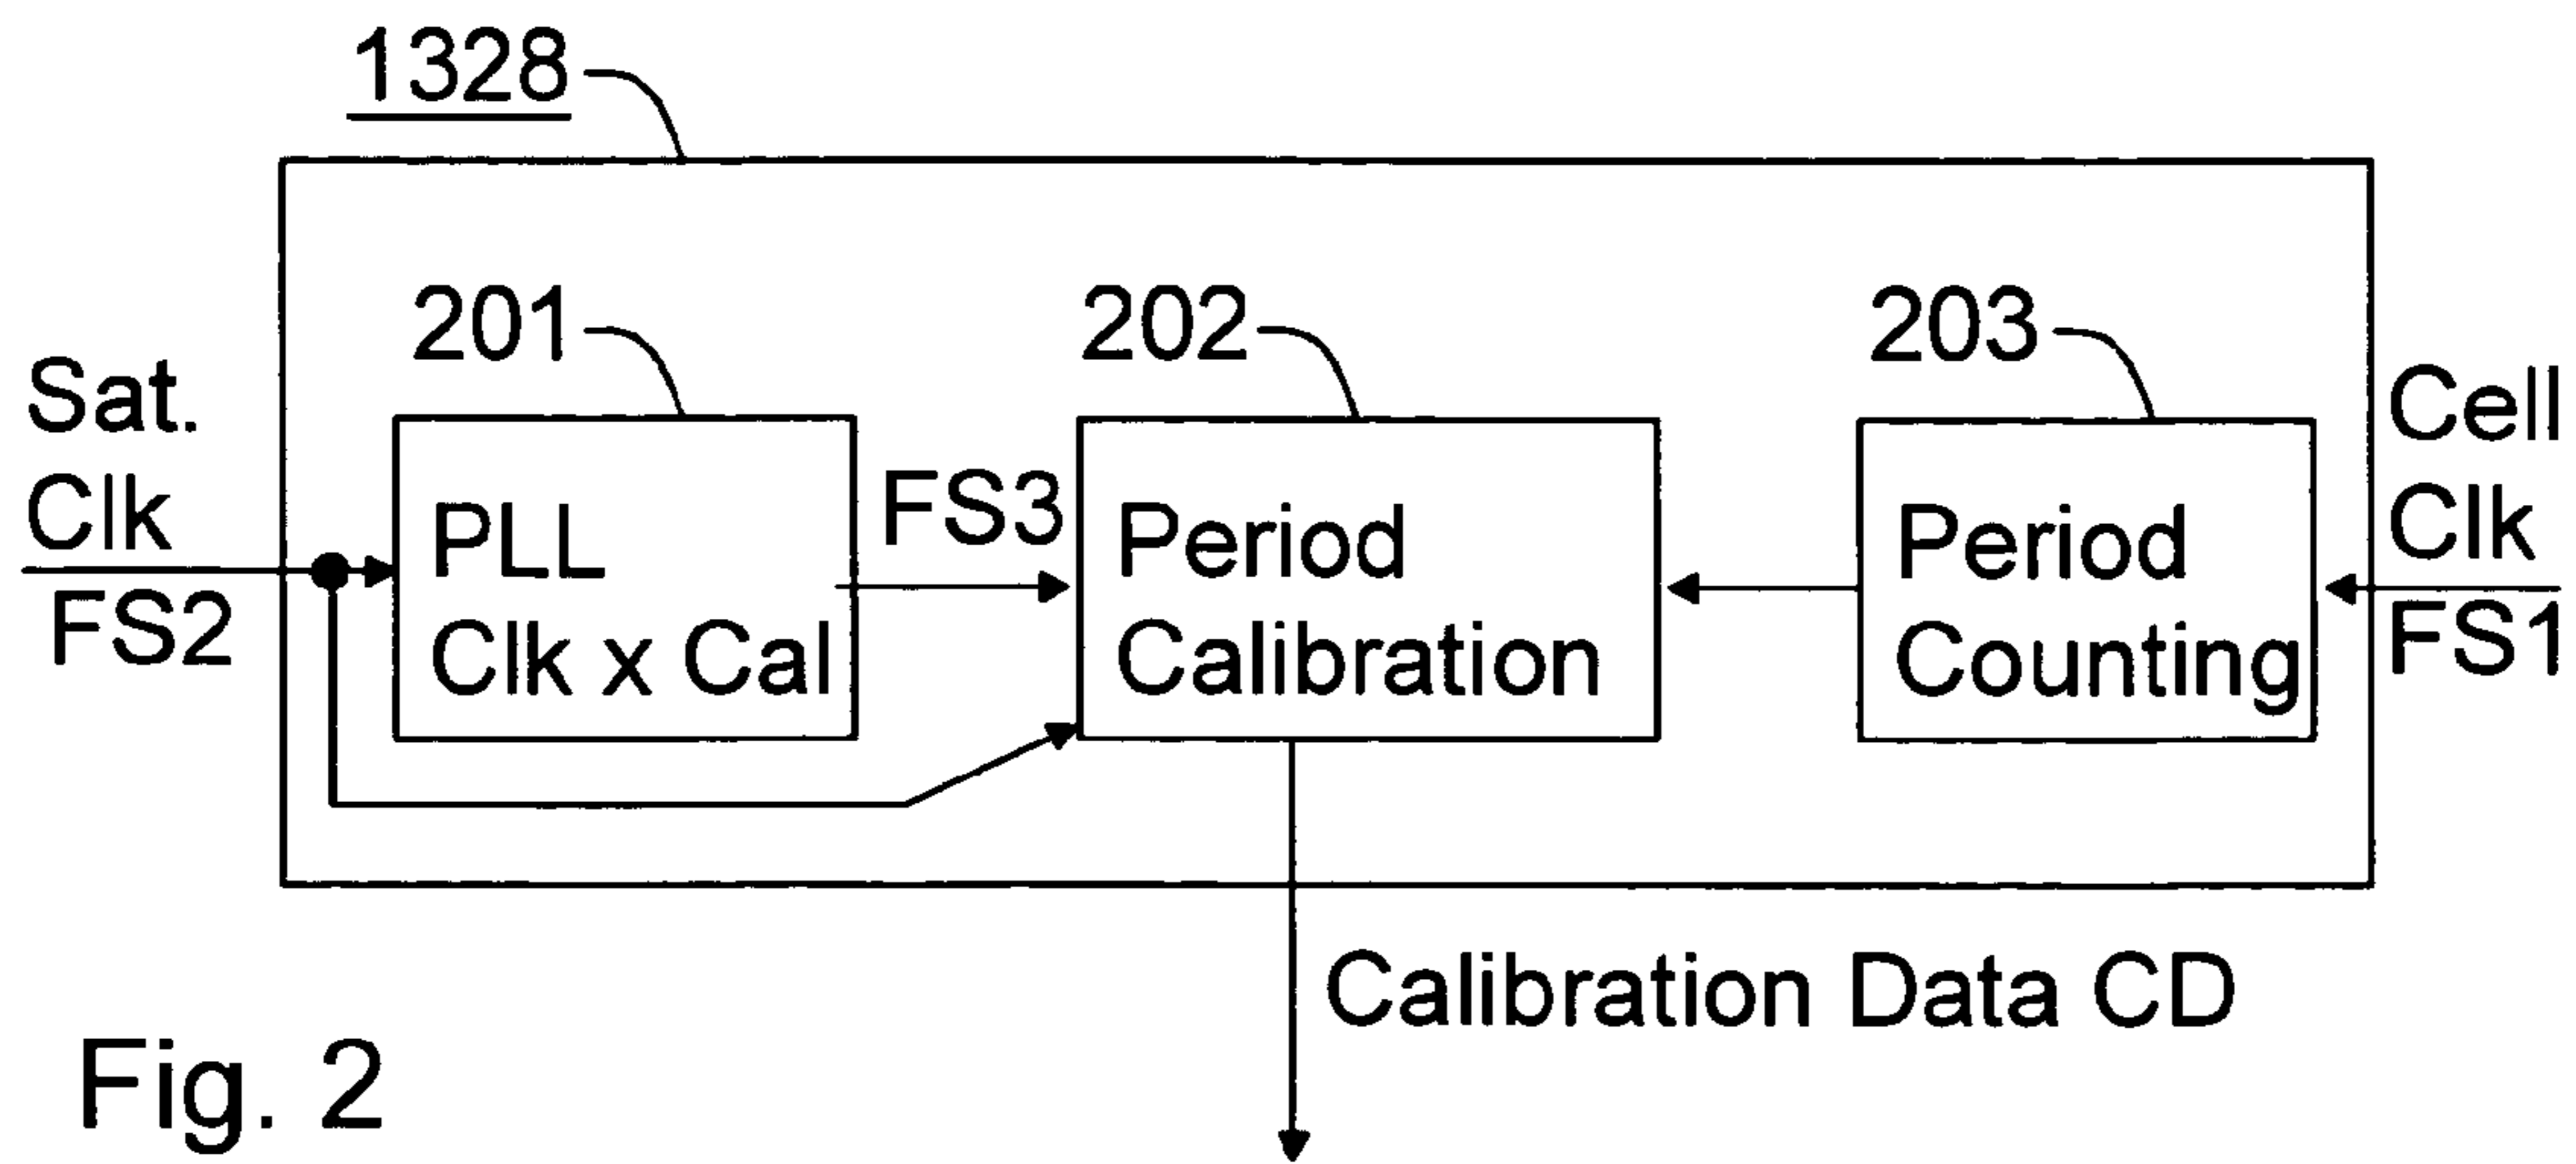 1328
201
202
203
Sat.
Clk
FS2
PLL
Clk x Cal
FS3
Period
Calibration
Period
Counting
Cell
Clk
FS1
Calibration Data CD
Fig. 2